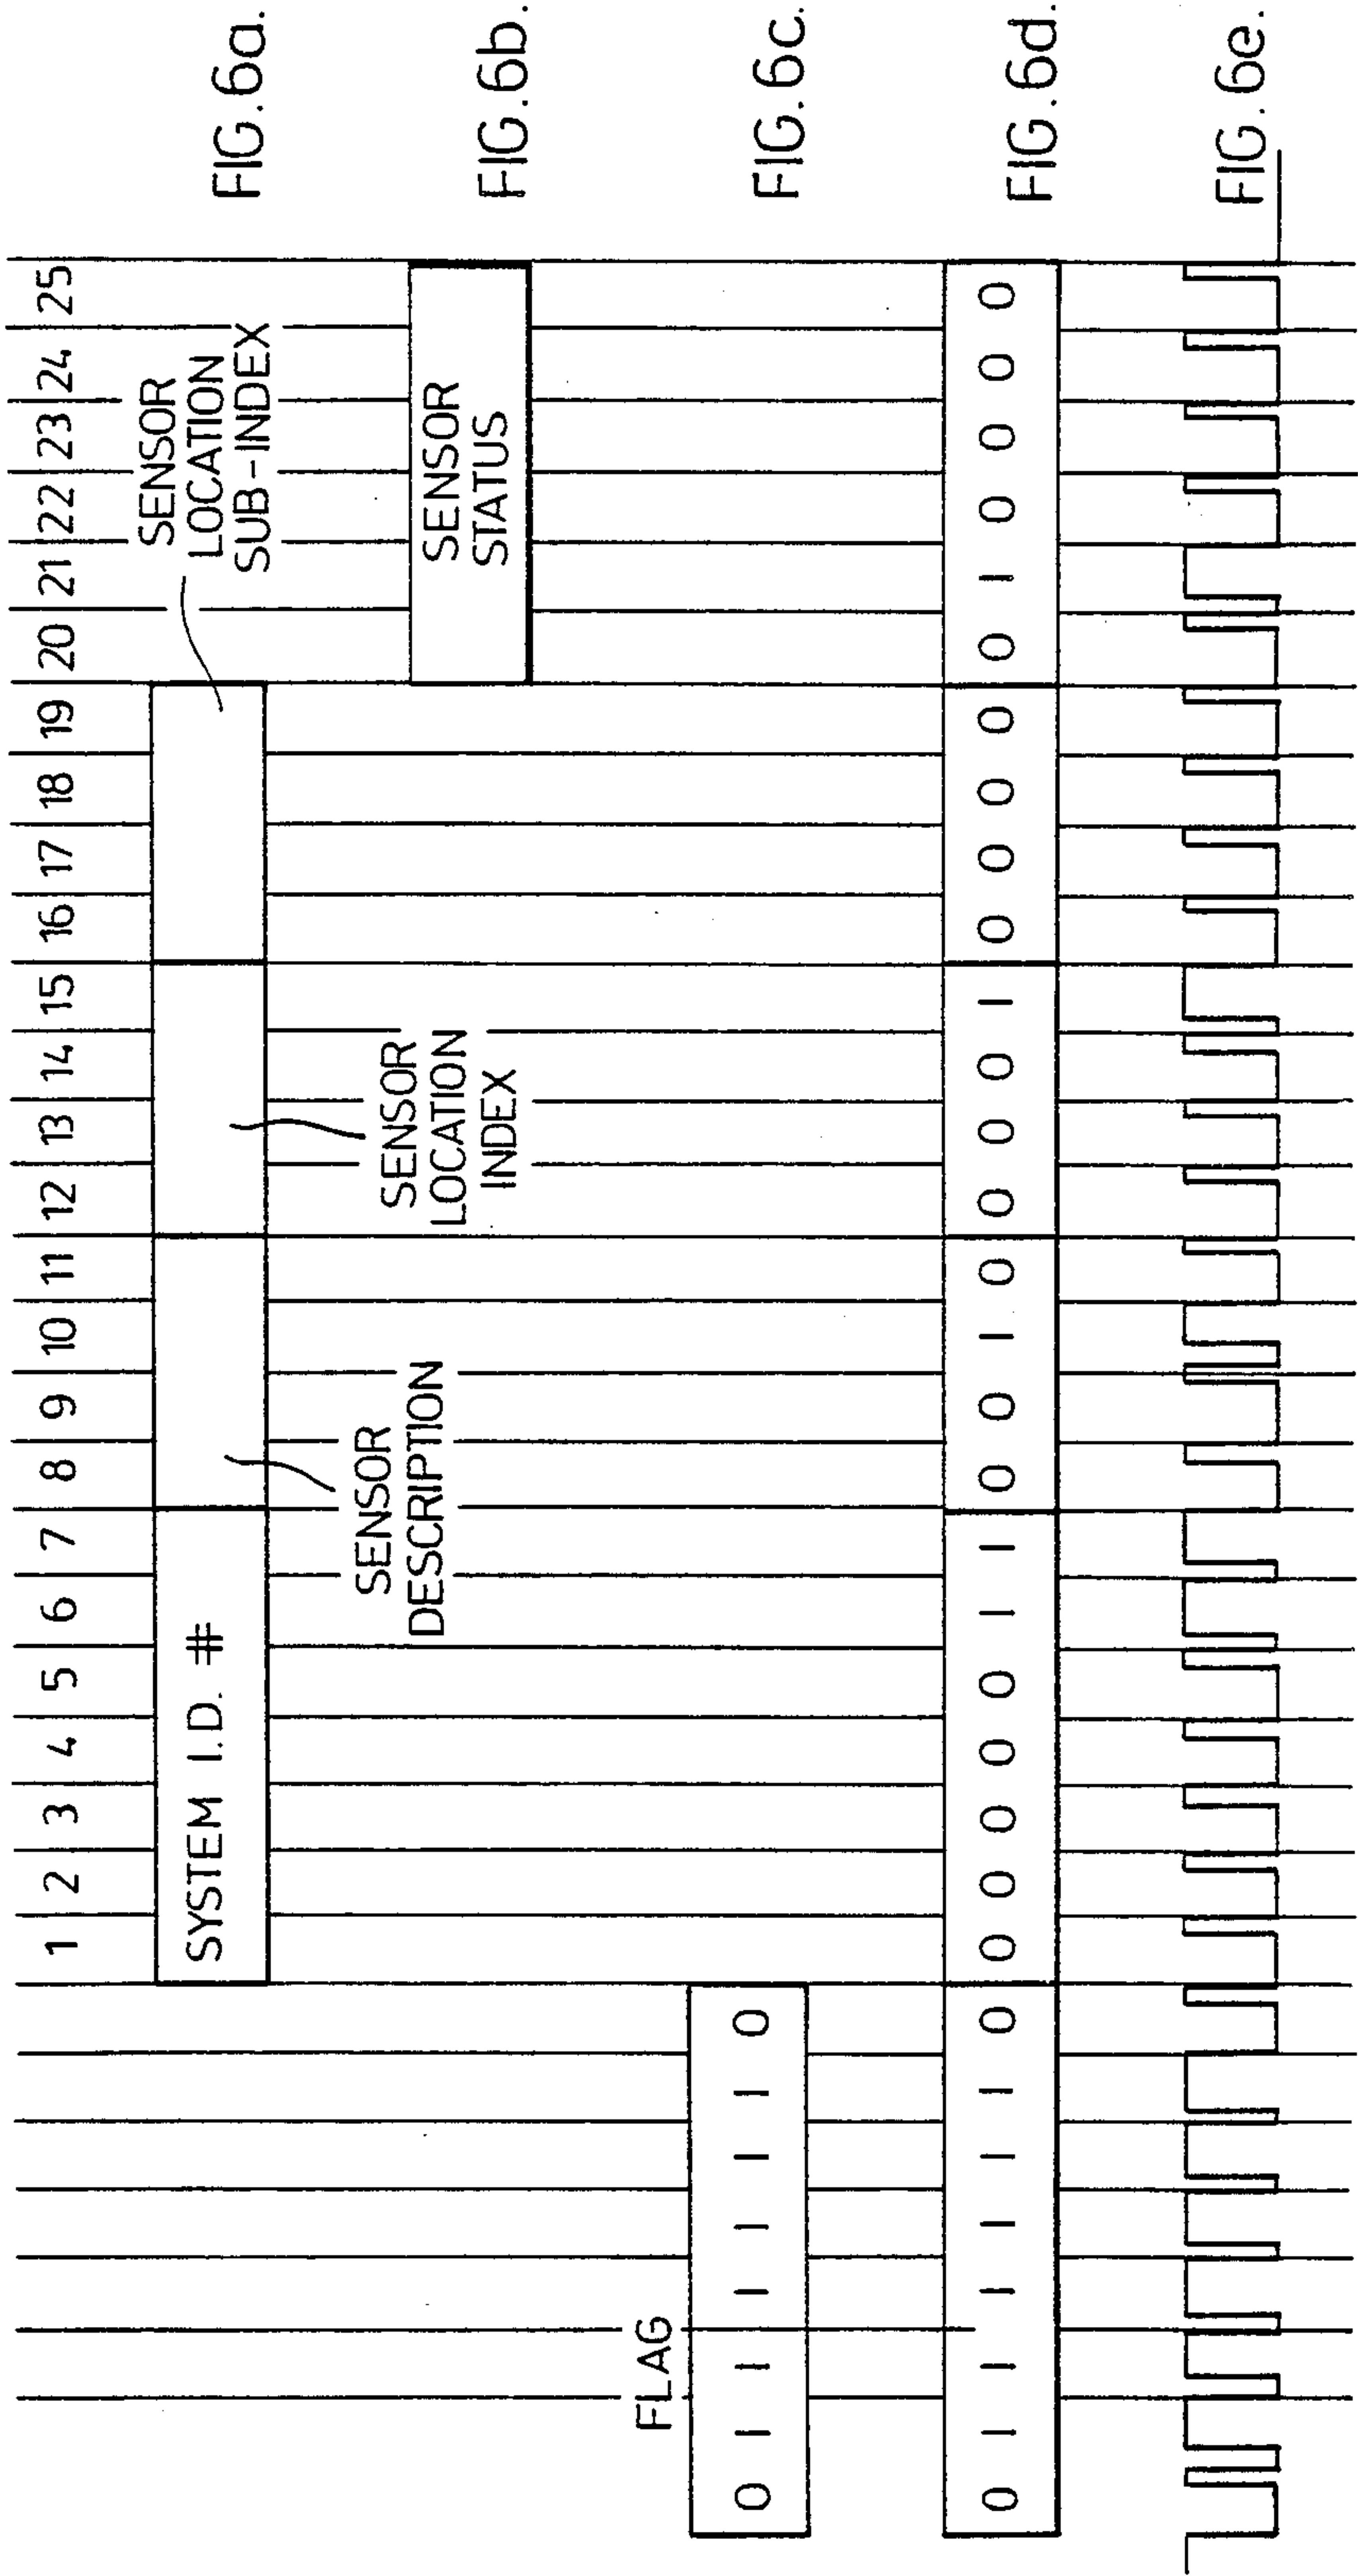 1 2 3 4 5 6 7 8 9 10 11 12 13 14 15 16 17 18 19 20 21 22 23 24 25
SYSTEM I.D. #
SENSOR
LOCATION
SUB-INDEX
FIG.6a.
SENSOR
DESCRIPTION
SENSOR
LOCATION
INDEX
SENSOR
STATUS
FIG.6b.
FLAG
0 1 1 1 1 1 1 0
FIG.6c.
0 1 1 1 1 1 1 0 0 0 0 0 0 1 1 0 0 1 0 0 0 0 1 0 0 0 0 0 1 0 0 0 0
FIG.6d.
FIG.6e.